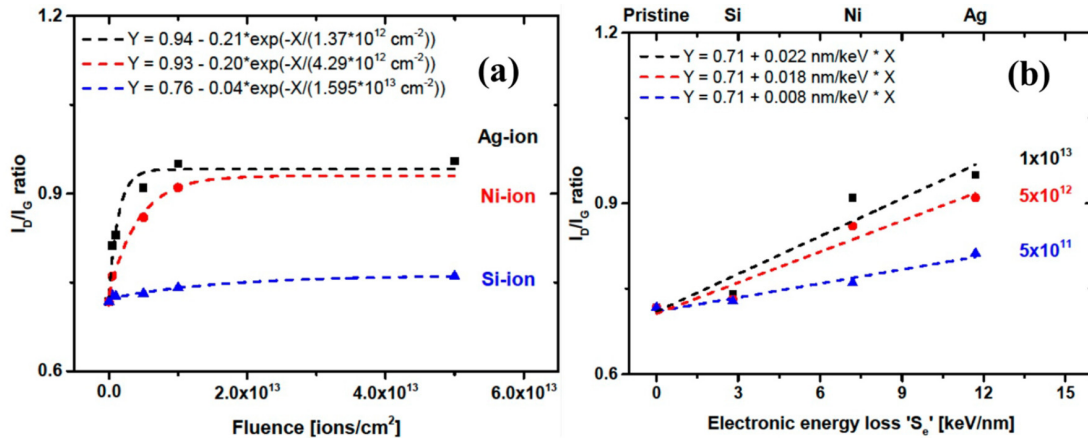 1.2
Y = 0.94 - 0.21*exp(-X/(1.37*10¹² cm⁻²))
Y = 0.93 - 0.20*exp(-X/(4.29*10¹² cm⁻²))
Y = 0.76 - 0.04*exp(-X/(1.595*10¹³ cm⁻²))
(a)
Ag-ion
Ni-ion
Si-ion
I_D/I_G ratio
0.9
0.6
0.0 2.0x10¹³ 4.0x10¹³
Fluence [ions/cm²]
Pristine Si Ni Ag
1.2
Y = 0.71 + 0.022 nm/keV * X
Y = 0.71 + 0.018 nm/keV * X
Y = 0.71 + 0.008 nm/keV * X
(b)
1x10¹³
5x10¹²
5x10¹¹
I_D/I_G ratio
0.9
0.6
0 3 6 9 12 15
Electronic energy loss 'S_e' [keV/nm]